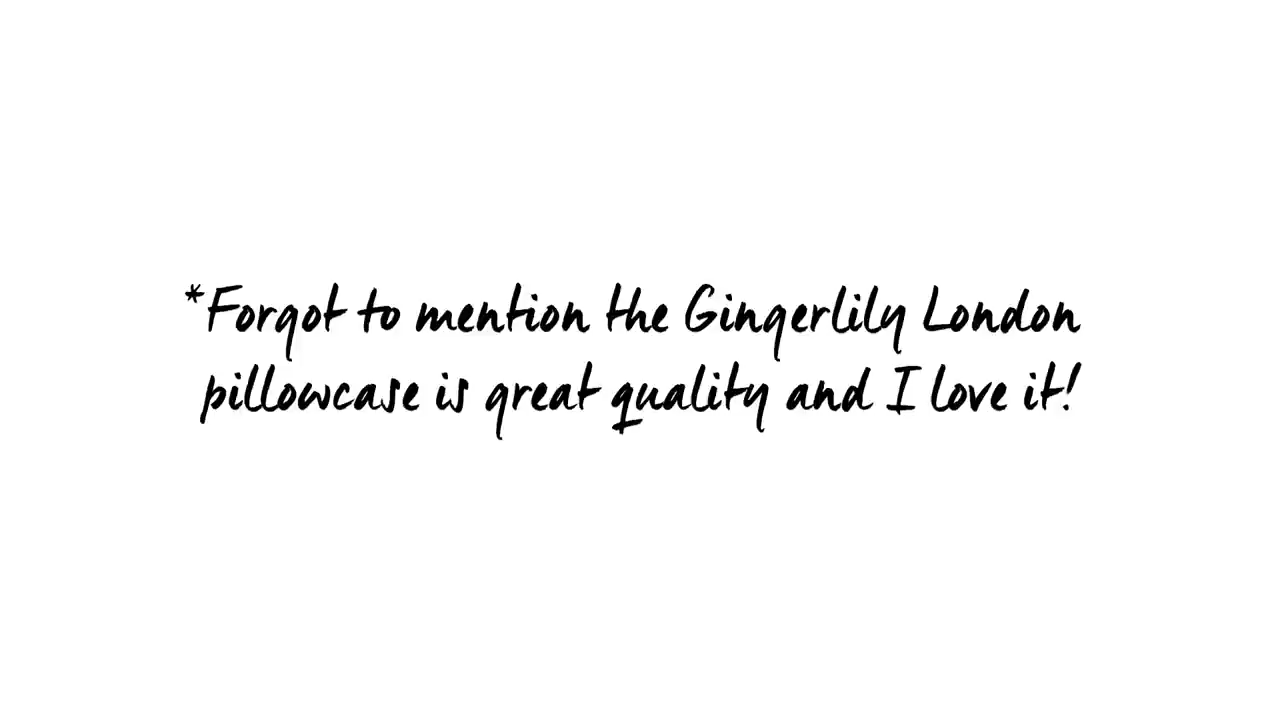 *Forgot to mention the Gingerlily London
pillowcase is great quality and I love it!